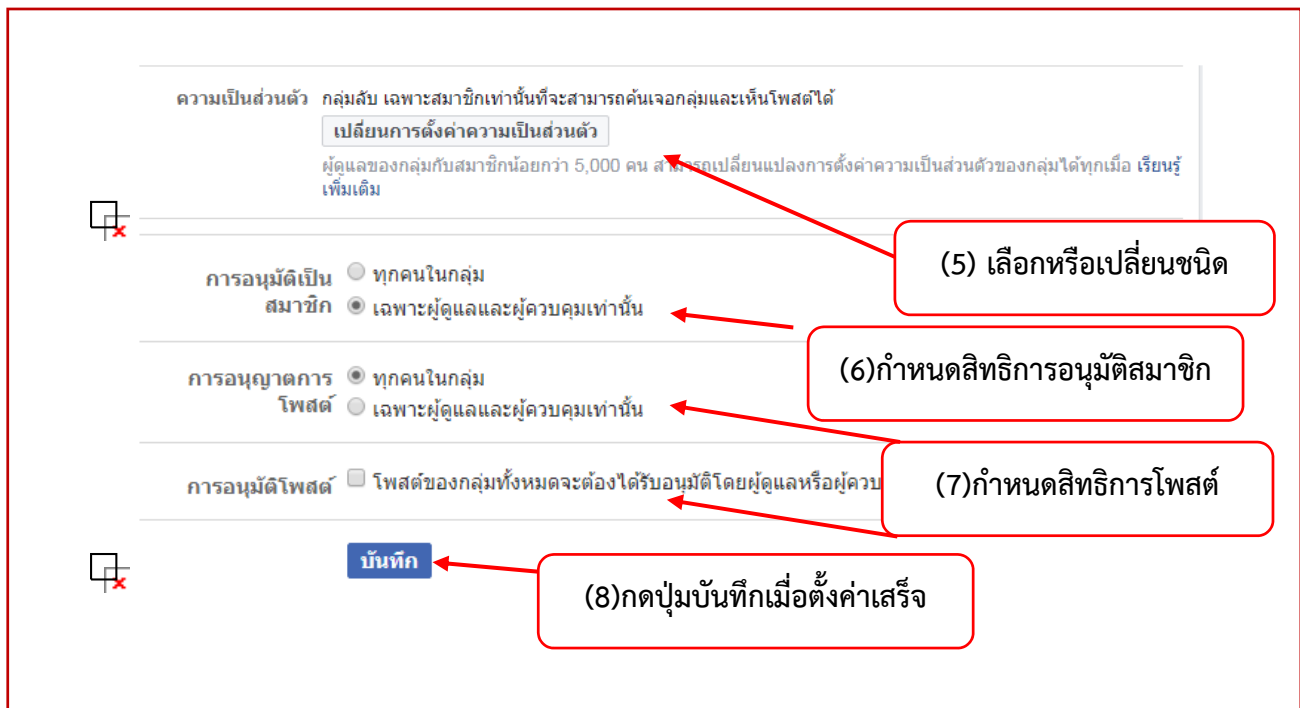 ความเป็นส่วนตัว กลุ่มลับ เฉพาะสมาชิกเท่านั้นที่จะสามารถค้นเจอกลุ่มและเห็นโพสต์ได้
เปลี่ยนการตั้งค่าความเป็นส่วนตัว
ผู้ดูแลของกลุ่มกับสมาชิกน้อยกว่า 5,000 คน สามารถเปลี่ยนแปลงการตั้งค่าความเป็นส่วนตัวของกลุ่มได้ทุกเมื่อ เรียนรู้
เพิ่มเติม
(5) เลือกหรือเปลี่ยนชนิด
การอนุมัติเป็น ทุกคนในกลุ่ม
สมาชิก เฉพาะผู้ดูแลและผู้ควบคุมเท่านั้น
(6)กำหนดสิทธิการอนุมัติสมาชิก
การอนุญาตการ ทุกคนในกลุ่ม
โพสต์ เฉพาะผู้ดูแลและผู้ควบคุมเท่านั้น
การอนุมัติโพสต์ โพสต์ของกลุ่มทั้งหมดจะต้องได้รับอนุมัติโดยผู้ดูแลหรือผู้ควบ
(7)กำหนดสิทธิการโพสต์
บันทึก
(8)กดปุ่มบันทึกเมื่อตั้งค่าเสร็จ